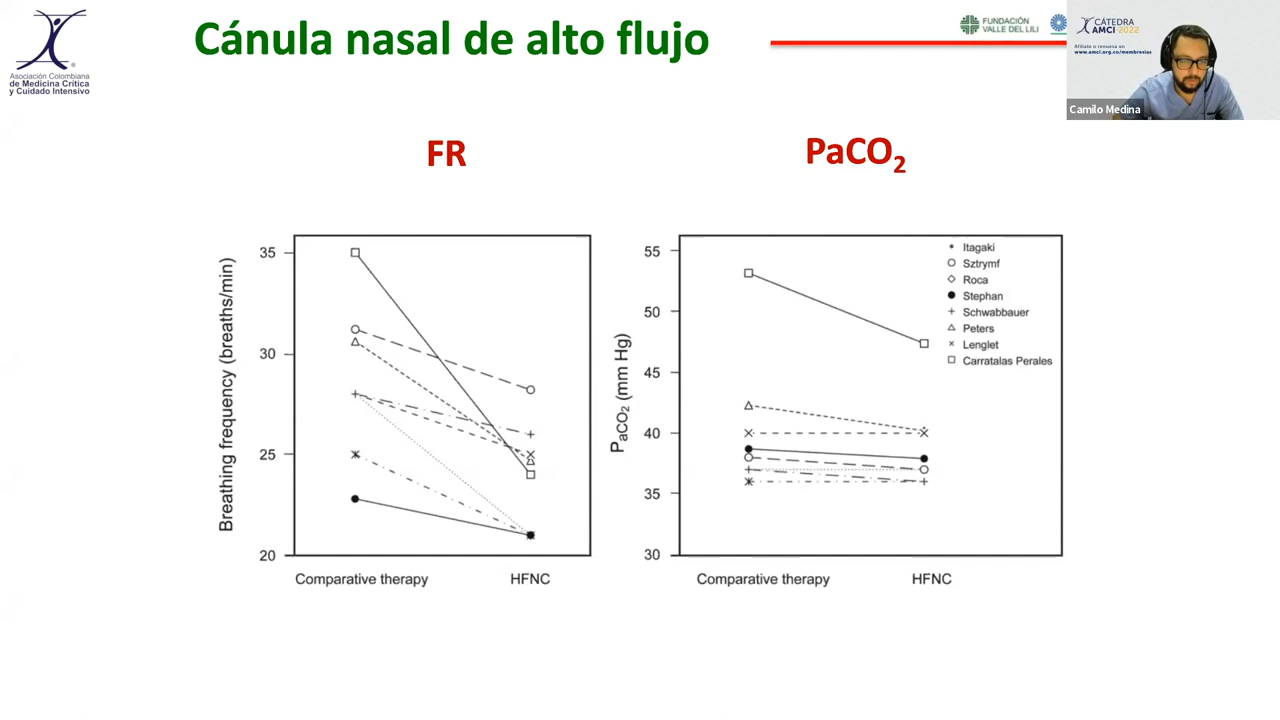 Cánula nasal de alto flujo
Asociación Colombiana
de Medicina Crítica
y Cuidado Intensivo
FUNDACIÓN
VALLE DEL LILI
CÁTEDRA
AMCI 2022
Afíliate o renueva en
www.amci.org.co/membresias
Camilo Medina
FR
PaCO2
Breathing frequency (breaths/min)
35
30
25
20
Comparative therapy
HFNC
PaCO2 (mm Hg)
55
50
45
40
35
30
Itagaki
Sztrymf
Roca
Stephan
Schwabbauer
Peters
Lenglet
Carratalas Perales
Comparative therapy
HFNC